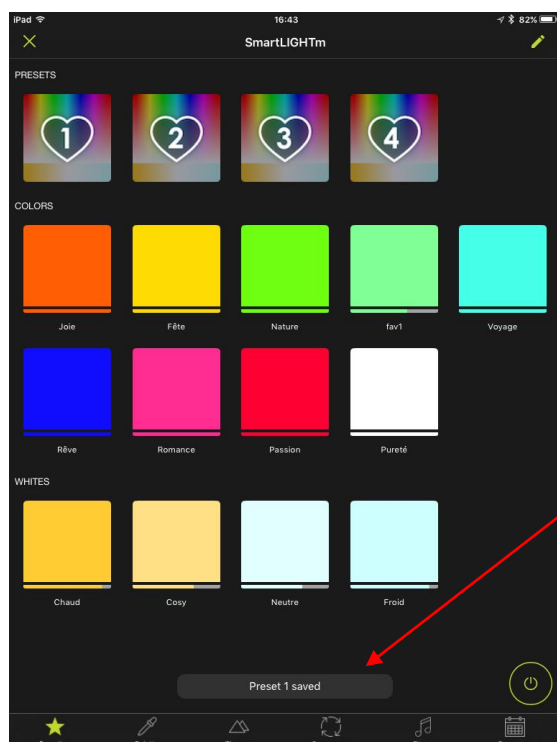 iPad 16:43 82%
SmartLIGHTm
PRESETS
1 2 3 4
COLORS
Joie Fête Nature fav1 Voyage
Rêve Romance Passion Pureté
WHITES
Chaud Cosy Neutre Froid
Preset 1 saved